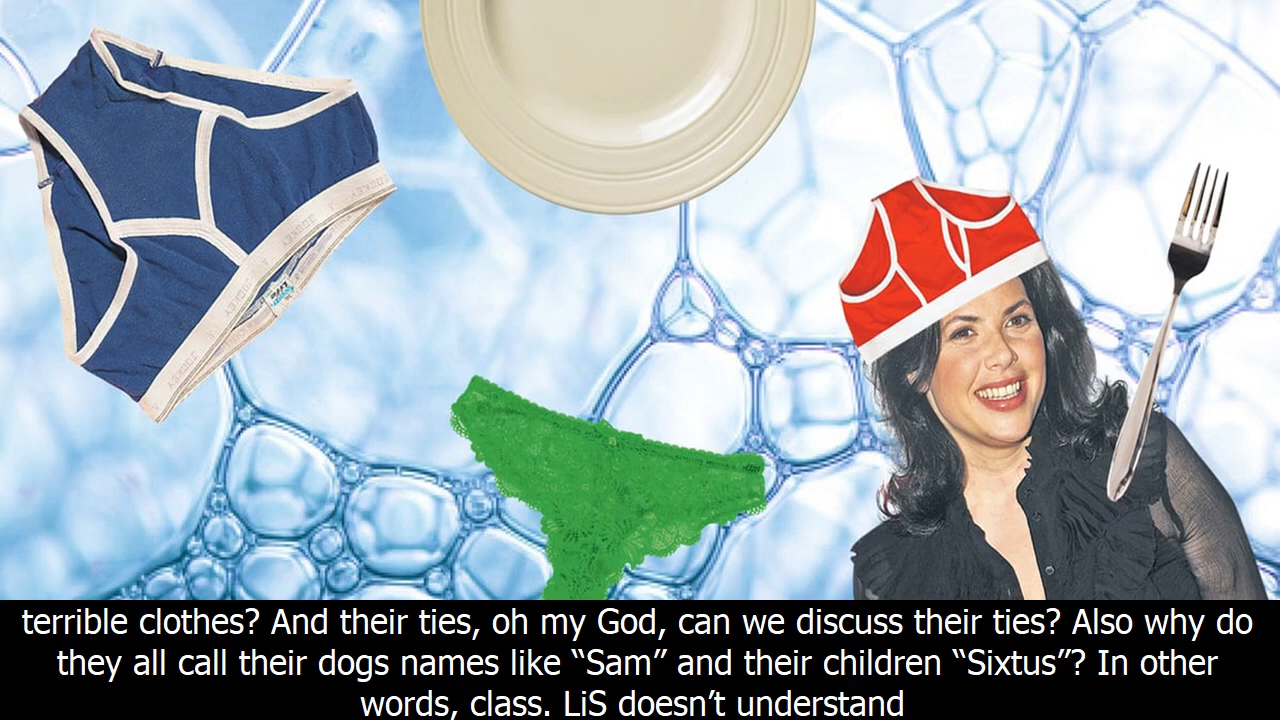 terrible clothes? And their ties, oh my God, can we discuss their ties? Also why do
they all call their dogs names like “Sam” and their children “Sixtus”? In other
words, class. LiS doesn’t understand